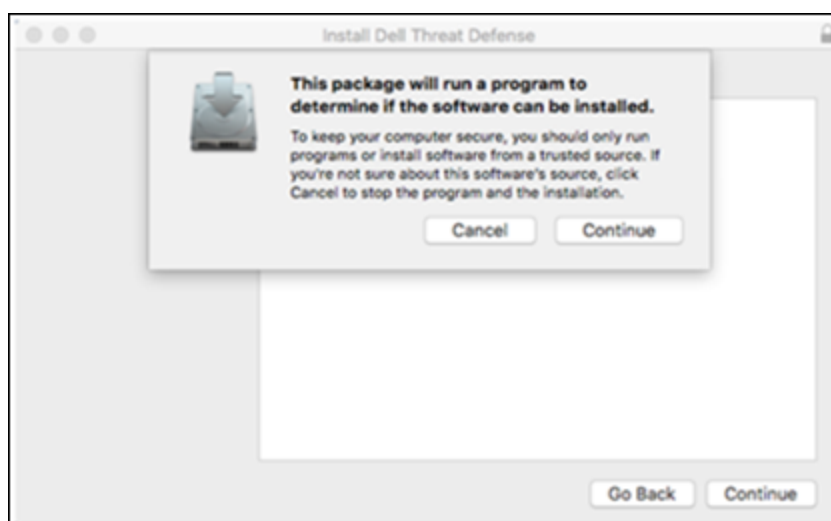 Install Dell Threat Defense
This package will run a program to
determine if the software can be installed.
To keep your computer secure, you should only run
programs or install software from a trusted source. If
you're not sure about this software's source, click
Cancel to stop the program and the installation.
Cancel
Continue
Go Back
Continue